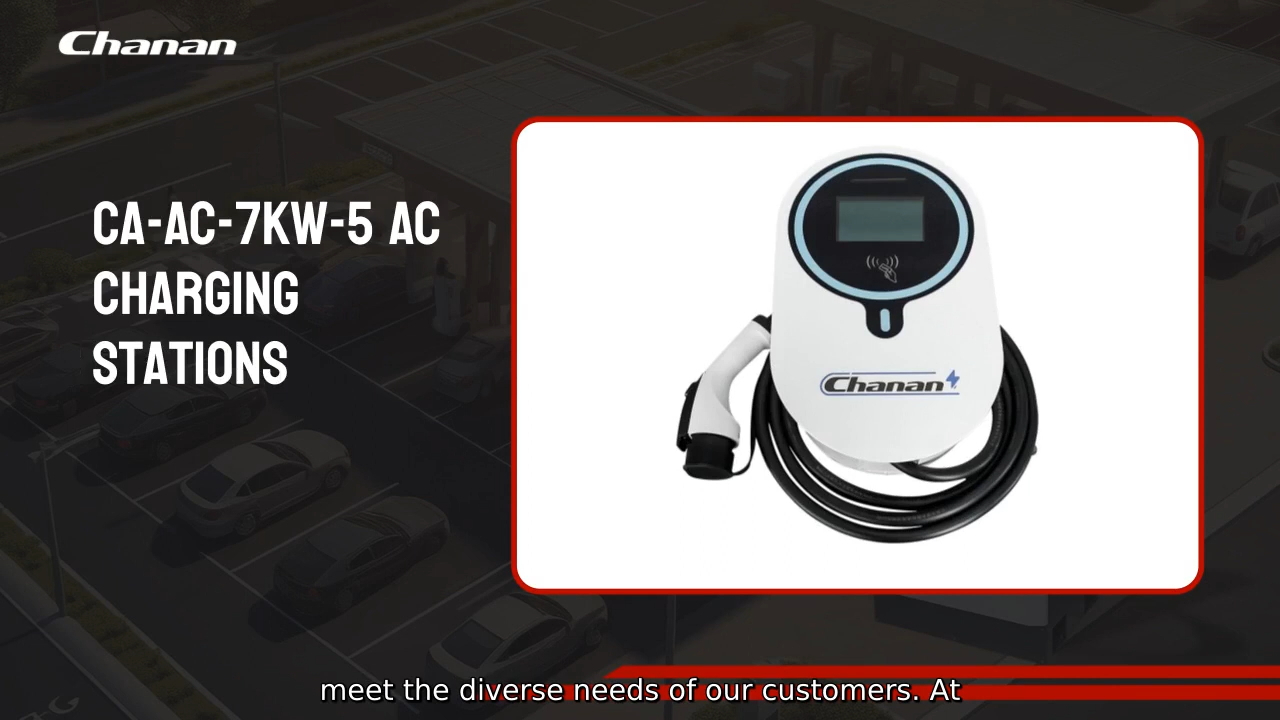 Chanan
CA-AC-7KW-5 AC
CHARGING
STATIONS
Chanan
meet the diverse needs of our customers. At